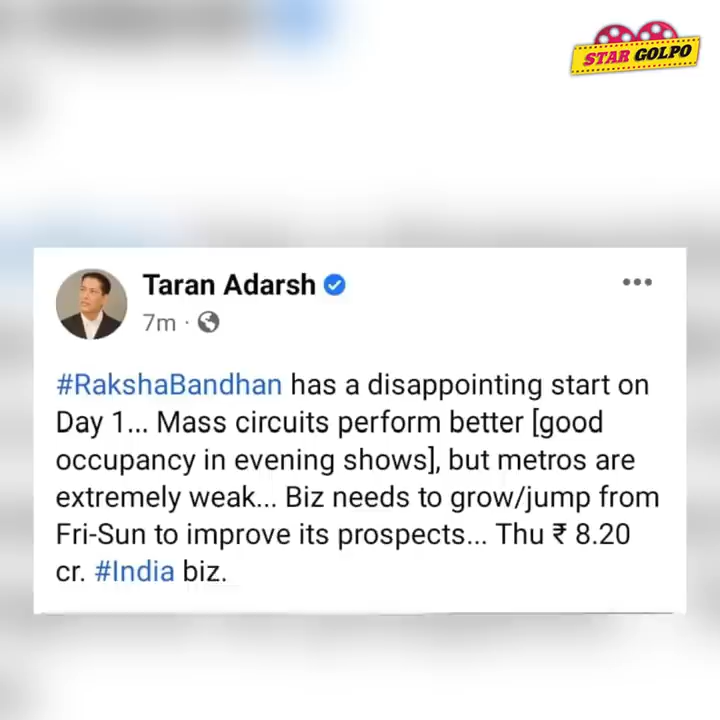 STAR GOLPO
Taran Adarsh
7m ·
#RakshaBandhan has a disappointing start on
Day 1... Mass circuits perform better [good
occupancy in evening shows], but metros are
extremely weak... Biz needs to grow/jump from
Fri-Sun to improve its prospects... Thu ₹ 8.20
cr. #India biz.